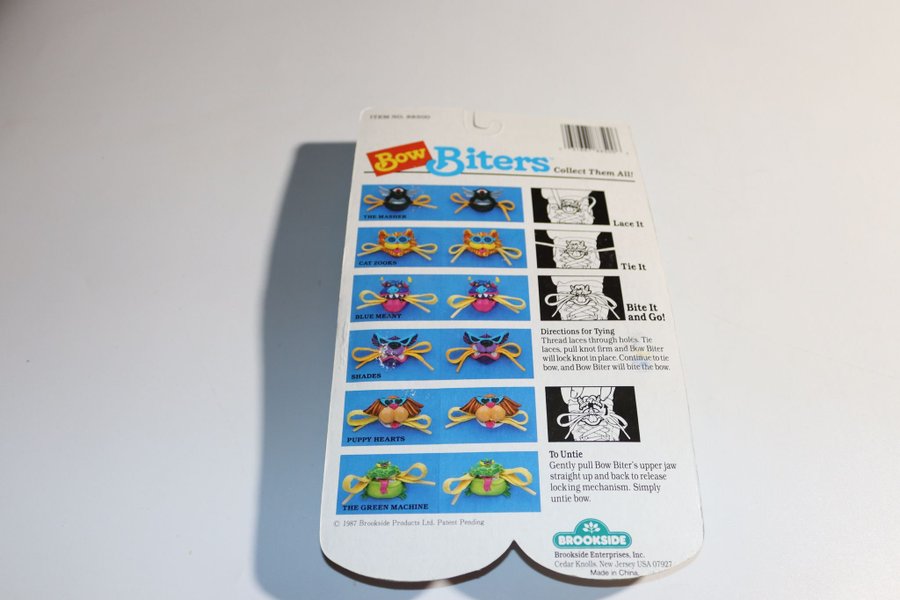 ITEM NO.
Bow Biters™
Collect Them All!
THE MASHER
CAT ZOOKS
BLUE MEANY
SHADES
PUPPY HEARTS
THE GREEN MACHINE
Lace It
Tie It
Bite It
and Go!
Directions for Tying
Thread laces through holes. Tie
laces, pull knot firm and Bow Biter
will lock knot in place. Continue to tie
bow, and Bow Biter will bite the bow.
To Untie
Gently pull Bow Biter's upper jaw
straight up and back to release
locking mechanism. Simply
untie bow.
© 1987 Brookside Products Ltd. Patent Pending
BROOKSIDE
Brookside Enterprises, Inc.
Cedar Knolls, New Jersey USA 07927
Made in China.